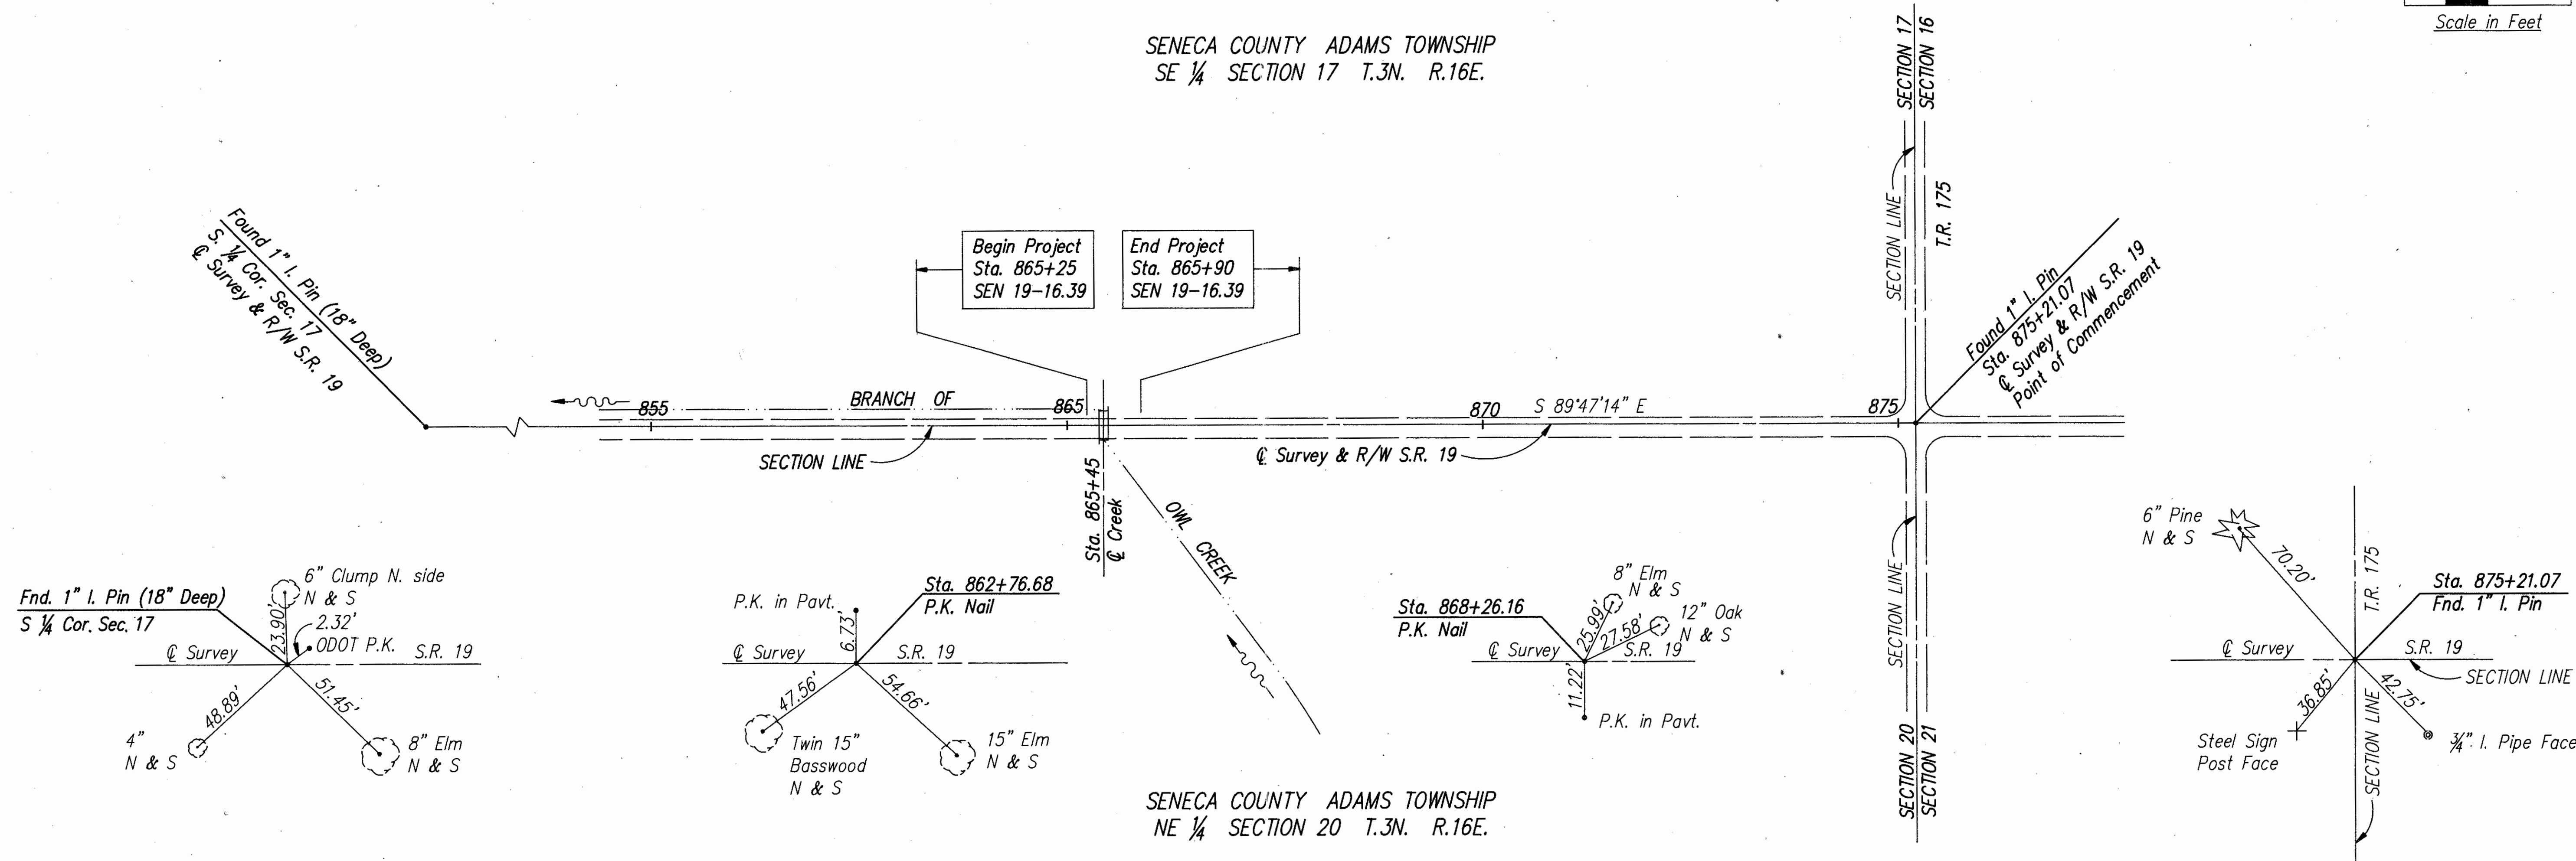 Scale in Feet
SENECA COUNTY ADAMS TOWNSHIP
SE 1/4 SECTION 17 T.3N. R.16E.
SECTION 17
SECTION 16
SECTION LINE
T.R. 175
Found 1" I. Pin (18" Deep)
S. 1/4 Cor. Sec. 17
℄ Survey & R/W S.R. 19
Begin Project
Sta. 865+25
SEN 19-16.39
End Project
Sta. 865+90
SEN 19-16.39
Found 1" I. Pin
Sta. 875+21.07
℄ Survey & R/W S.R. 19
Point of Commencement
855
BRANCH OF
865
870
S 89°47'14" E
875
SECTION LINE
℄ Survey & R/W S.R. 19
Sta. 865+45
℄ Creek
OWL CREEK
SECTION LINE
SECTION 20
SECTION 21
Fnd. 1" I. Pin (18" Deep)
S 1/4 Cor. Sec. 17
6" Clump N. side
N & S
23.90'
2.32'
ODOT P.K.
℄ Survey
S.R. 19
48.89'
51.45'
4"
N & S
8" Elm
N & S
P.K. in Pavt.
6.73'
Sta. 862+76.68
P.K. Nail
℄ Survey
S.R. 19
47.56'
54.66'
Twin 15"
Basswood
N & S
15" Elm
N & S
Sta. 868+26.16
P.K. Nail
8" Elm
N & S
25.99'
27.58'
12" Oak
N & S
℄ Survey
S.R. 19
11.22'
P.K. in Pavt.
6" Pine
N & S
70.20'
T.R. 175
Sta. 875+21.07
Fnd. 1" I. Pin
℄ Survey
S.R. 19
SECTION LINE
36.85'
42.75'
Steel Sign
Post Face
3/4" I. Pipe Face
SECTION LINE
SENECA COUNTY ADAMS TOWNSHIP
NE 1/4 SECTION 20 T.3N. R.16E.